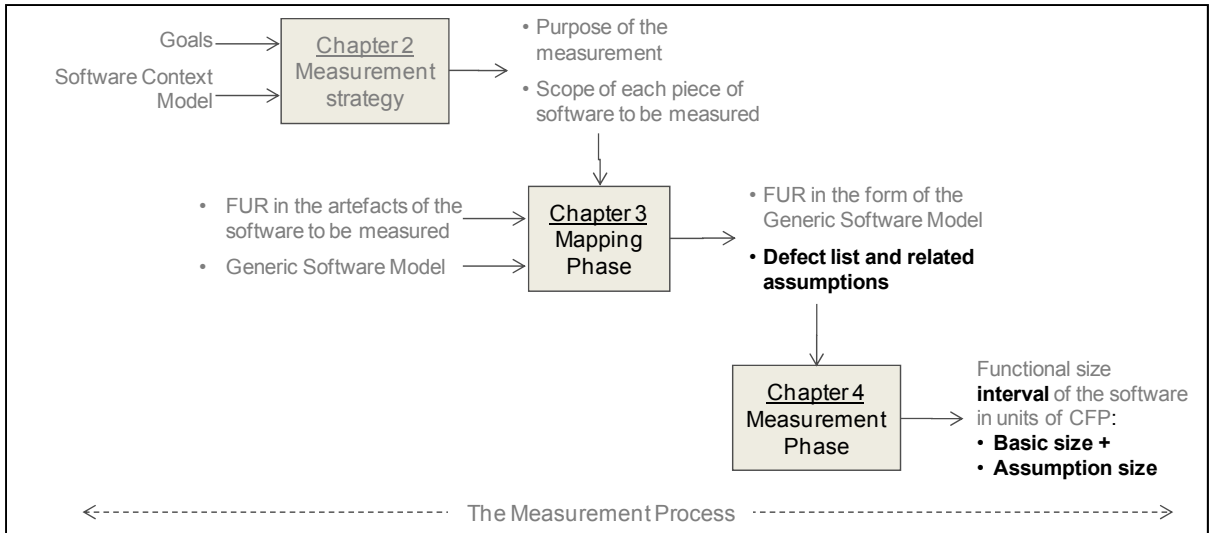 Goals
Software Context
Model
Chapter 2
Measurement
strategy
• Purpose of the
measurement
• Scope of each piece of
software to be measured
• FUR in the artefacts of the
software to be measured
• Generic Software Model
Chapter 3
Mapping
Phase
• FUR in the form of the
Generic Software Model
• Defect list and related
assumptions
Chapter 4
Measurement
Phase
Functional size
interval of the software
in units of CFP:
• Basic size +
• Assumption size
The Measurement Process